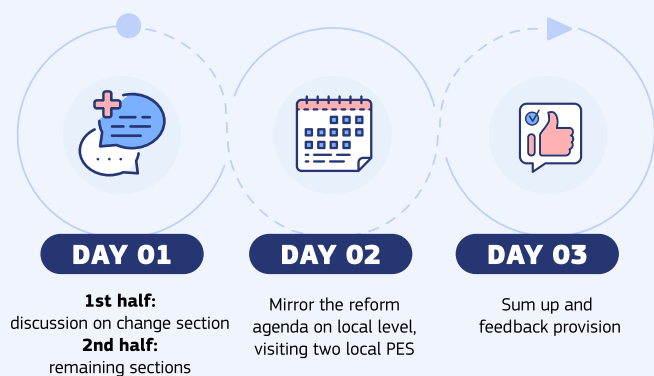 DAY 01
1st half:
discussion on change section
2nd half:
remaining sections
DAY 02
Mirror the reform
agenda on local level,
visiting two local PES
DAY 03
Sum up and
feedback provision